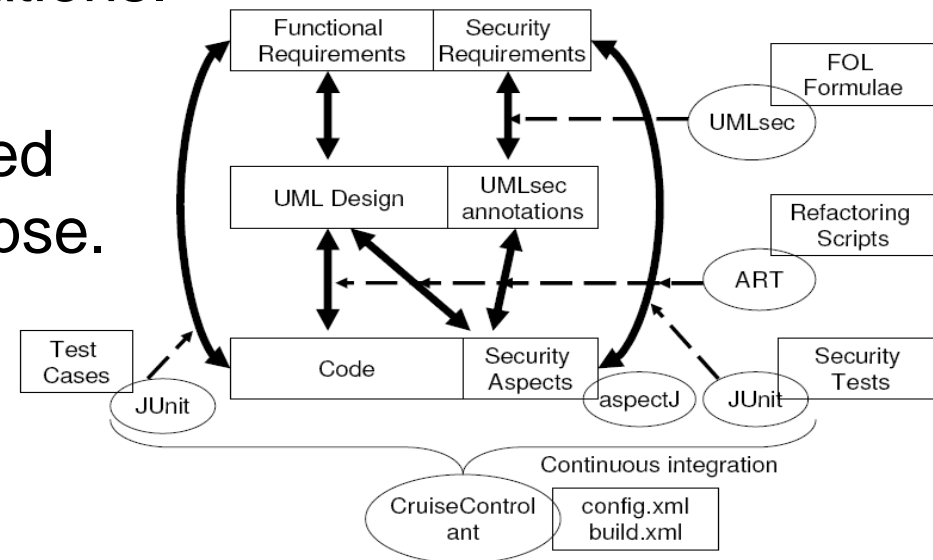 Functional
Requirements
Security
Requirements
FOL
Formulae
UMLsec
UML Design
UMLsec
annotations
Refactoring
Scripts
ART
Test
Cases
JUnit
Code
Security
Aspects
aspectJ
JUnit
Security
Tests
Continuous integration
CruiseControl
ant
config.xml
build.xml